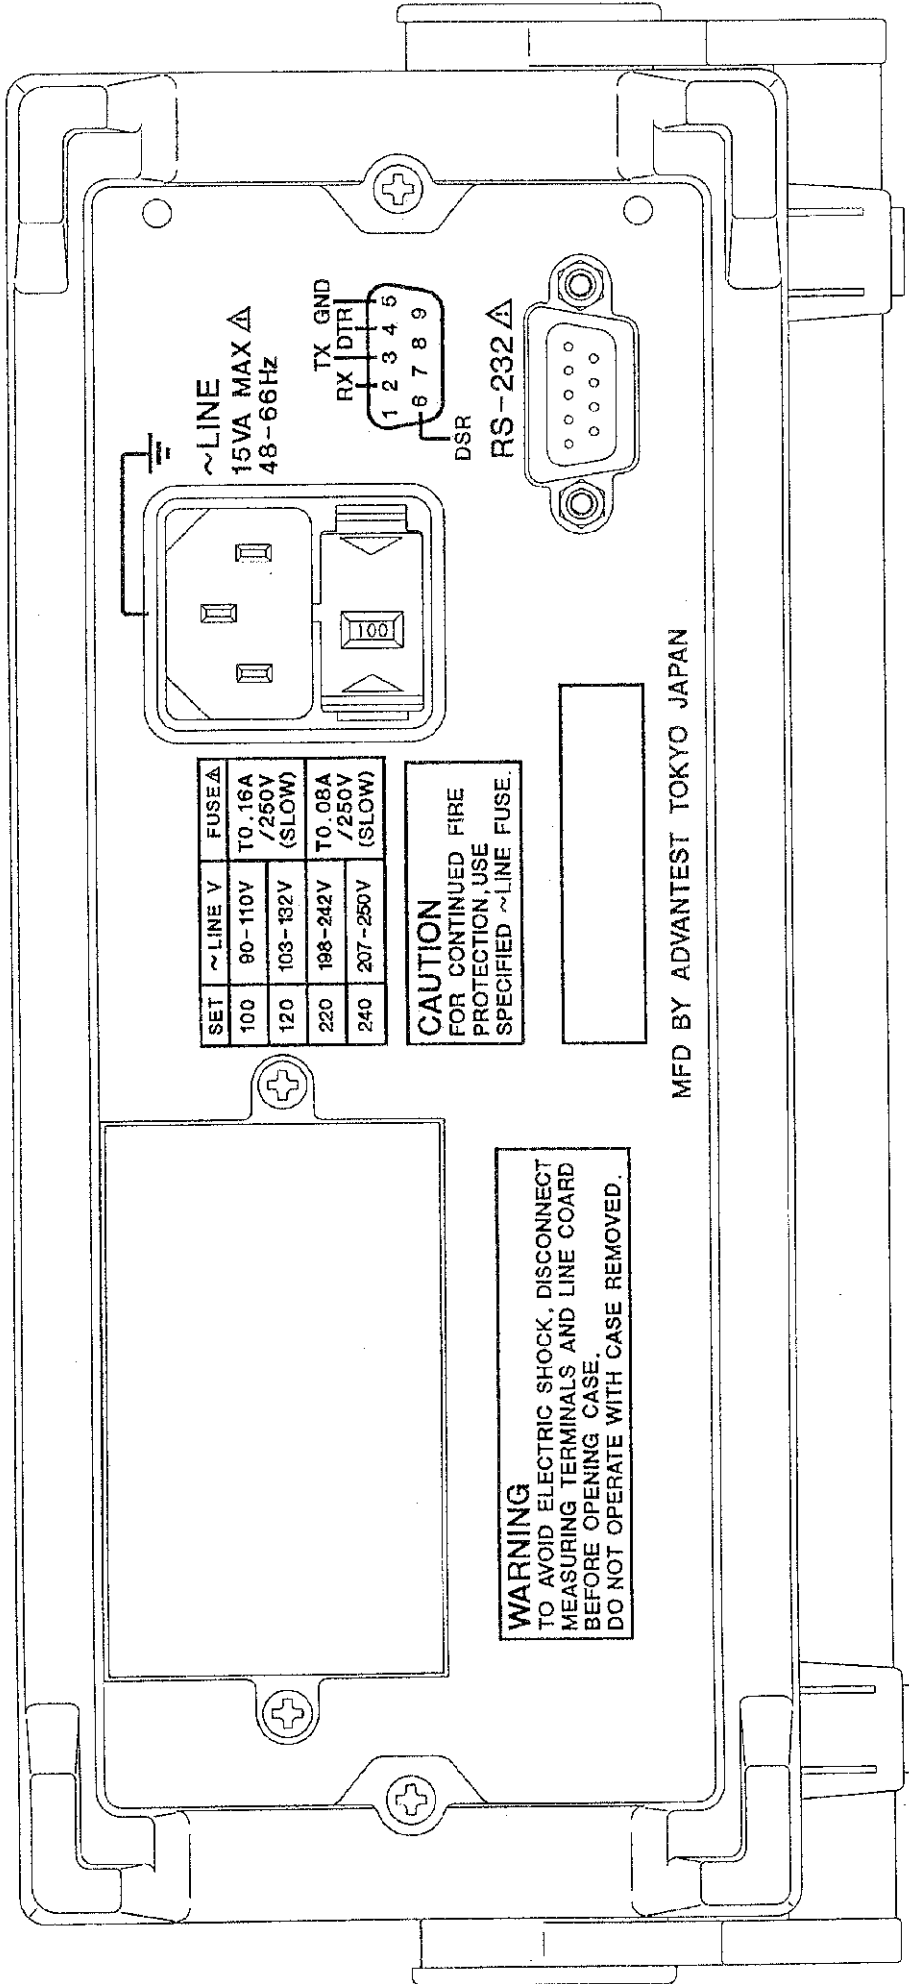 SET ~LINE V FUSE⚠
100 90-110V T0.16A /250V (SLOW)
120 103-132V
220 198-242V T0.08A /250V (SLOW)
240 207-250V
CAUTION
FOR CONTINUED FIRE
PROTECTION,USE
SPECIFIED ~LINE FUSE.
WARNING
TO AVOID ELECTRIC SHOCK, DISCONNECT
MEASURING TERMINALS AND LINE COARD
BEFORE OPENING CASE.
DO NOT OPERATE WITH CASE REMOVED.
MFD BY ADVANTEST TOKYO JAPAN
100
~LINE
15VA MAX ⚠
48-66Hz
TX GND
RX DTR
1 2 3 4 5
6 7 8 9
DSR
RS-232⚠